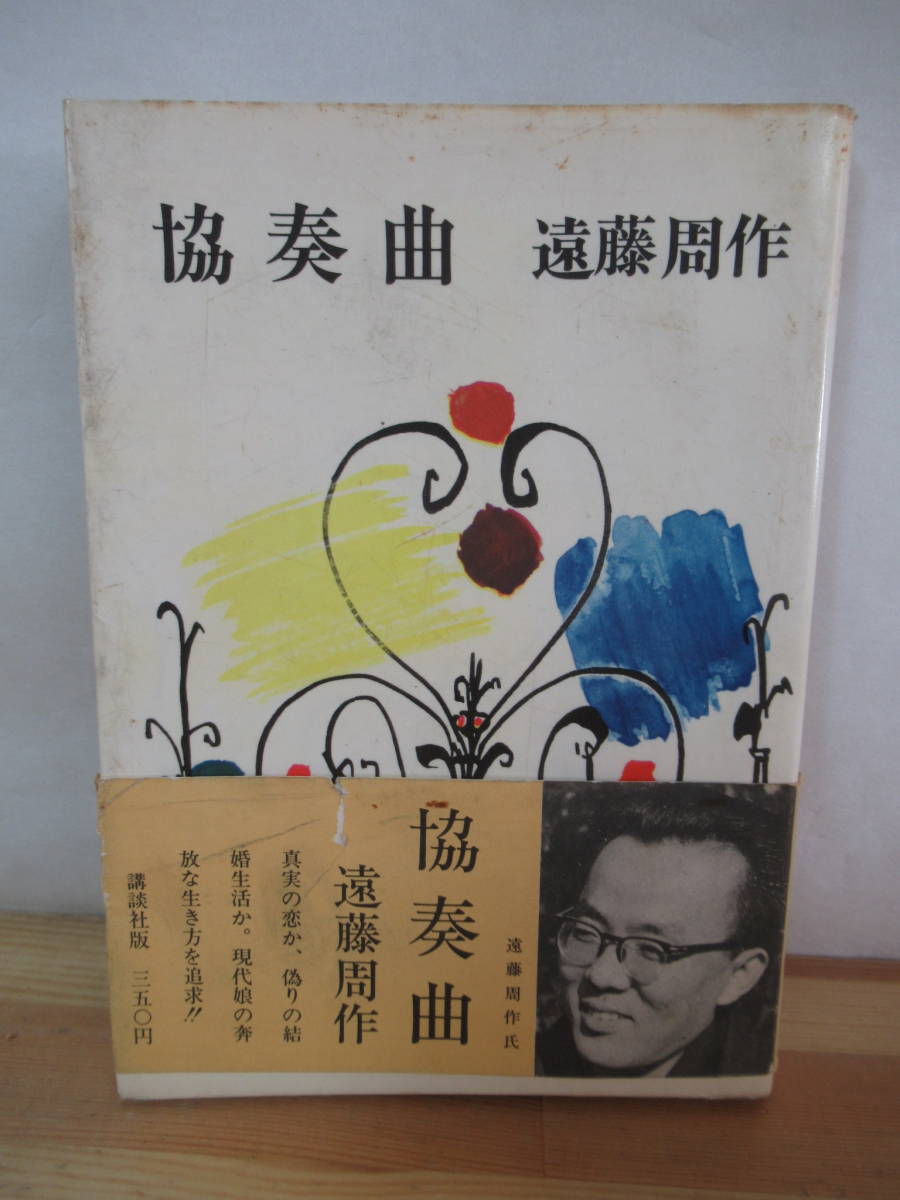 協奏曲 遠藤周作
遠藤周作氏
協奏曲
遠藤周作
真実の恋か、偽りの結
婚生活か。現代娘の奔
放な生き方を追求!!
講談社版 三五〇円